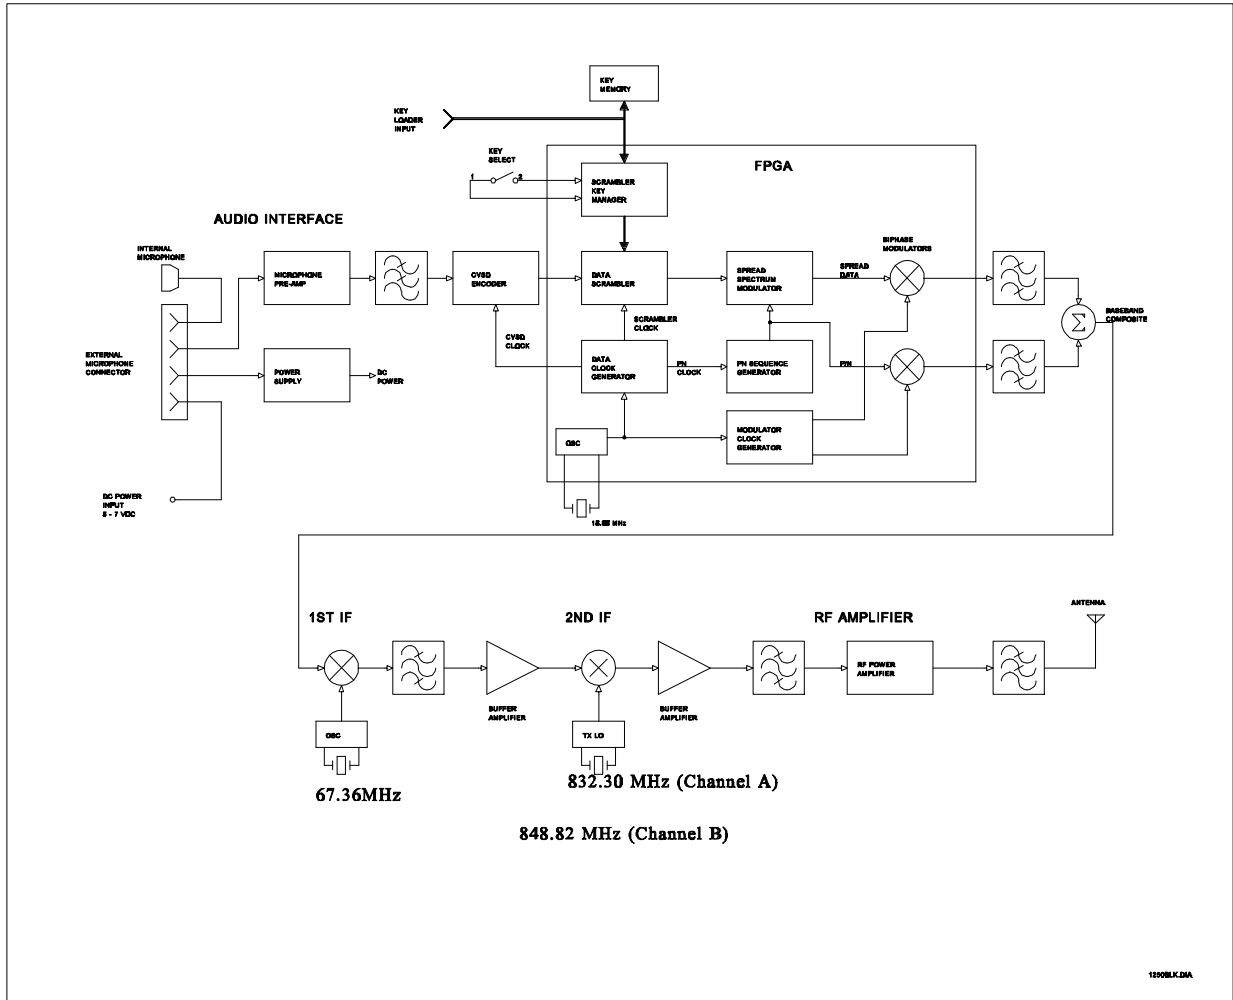 KEY
MEMORY
KEY
LOADER
INPUT
KEY
SELECT
1
2
FPGA
SCRAMBLER
KEY
MANAGER
AUDIO INTERFACE
INTERNAL
MICROPHONE
MICROPHONE
PRE-AMP
CVSD
ENCODER
DATA
SCRAMBLER
SPREAD
SPECTRUM
MODULATOR
SPREAD
DATA
BIPHASE
MODULATORS
BASEBAND
COMPOSITE
Σ
SCRAMBLER
CLOCK
CVSD
CLOCK
EXTERNAL
MICROPHONE
CONNECTOR
POWER
SUPPLY
DC
POWER
DATA
CLOCK
GENERATOR
PN
CLOCK
PN SEQUENCE
GENERATOR
P/N
MODULATOR
CLOCK
GENERATOR
OSC
DC POWER
INPUT
MHz
1ST IF
2ND IF
RF AMPLIFIER
ANTENNA
RF POWER
AMPLIFIER
BUFFER
AMPLIFIER
BUFFER
AMPLIFIER
OSC
TX LO
67.36MHz
832.30 MHz (Channel A)
848.82 MHz (Channel B)
1250BLK.DIA